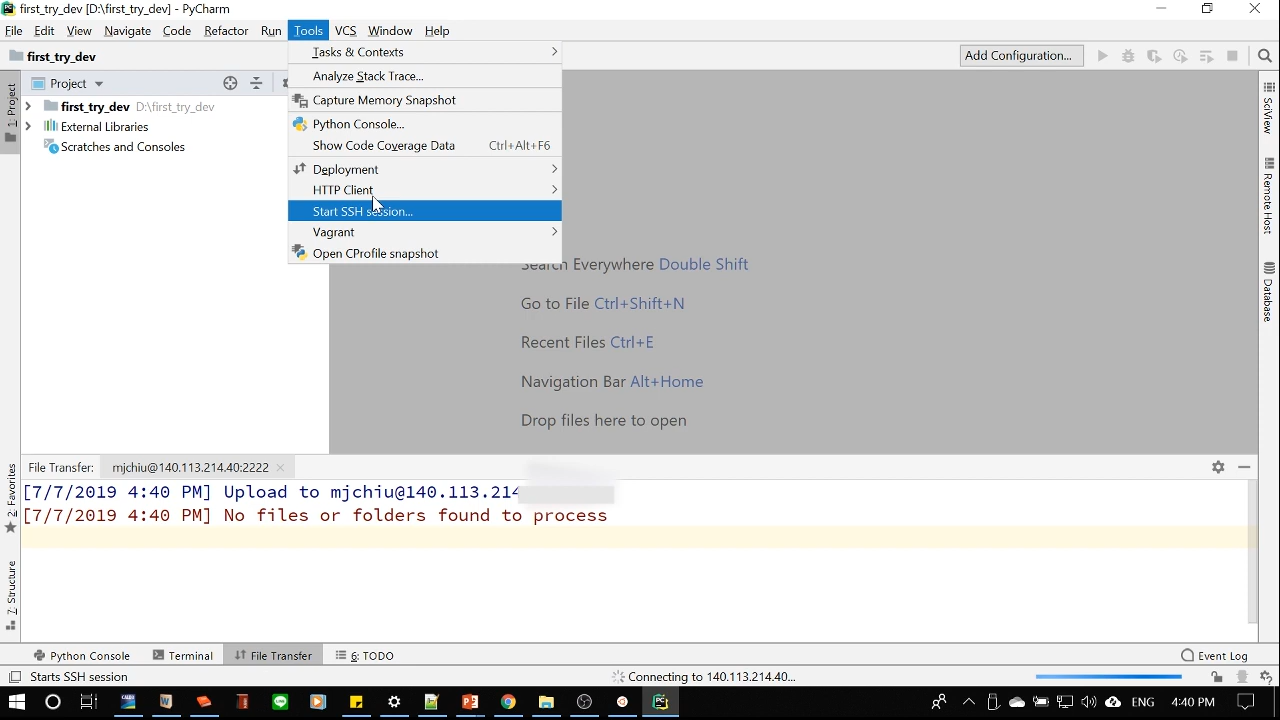 first_try_dev [D:\first_try_dev] - PyCharm
File Edit View Navigate Code Refactor Run Tools VCS Window Help
first_try_dev
Add Configuration...
Project
first_try_dev D:\first_try_dev
External Libraries
Scratches and Consoles
Tasks & Contexts
Analyze Stack Trace...
Capture Memory Snapshot
Python Console...
Show Code Coverage Data Ctrl+Alt+F6
Deployment
HTTP Client
Start SSH session...
Vagrant
Open CProfile snapshot
Search Everywhere Double Shift
Go to File Ctrl+Shift+N
Recent Files Ctrl+E
Navigation Bar Alt+Home
Drop files here to open
1: Project
2: Favorites
7: Structure
SciView
Remote Host
Database
File Transfer: mjchiu@140.113.214.40:2222
[7/7/2019 4:40 PM] Upload to mjchiu@140.113.214
[7/7/2019 4:40 PM] No files or folders found to process
Python Console Terminal File Transfer 6: TODO Event Log
Starts SSH session Connecting to 140.113.214.40...
ENG 4:40 PM